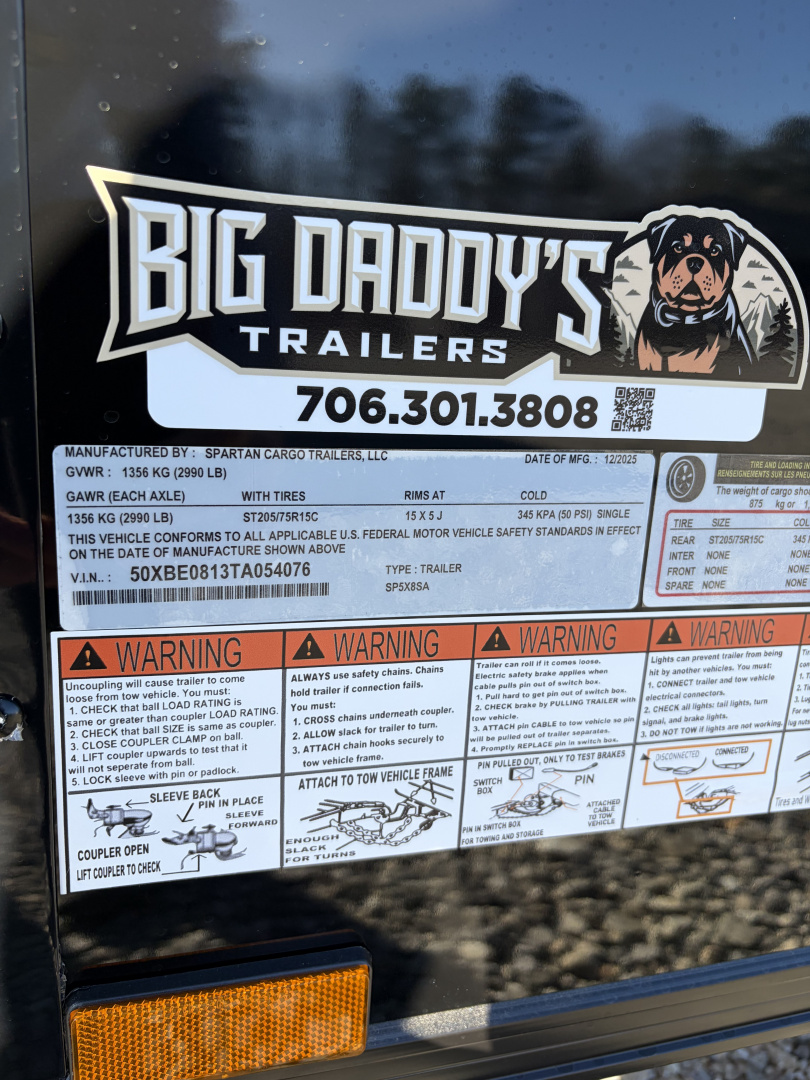 BIG DADDY'S
TRAILERS
706.301.3808
MANUFACTURED BY : SPARTAN CARGO TRAILERS, LLC
DATE OF MFG. : 12/2025
GVWR : 1356 KG (2990 LB)
GAWR (EACH AXLE) WITH TIRES RIMS AT COLD
1356 KG (2990 LB) ST205/75R15C 15 X 5 J 345 KPA (50 PSI) SINGLE
THIS VEHICLE CONFORMS TO ALL APPLICABLE U.S. FEDERAL MOTOR VEHICLE SAFETY STANDARDS IN EFFECT
ON THE DATE OF MANUFACTURE SHOWN ABOVE
V.I.N.. : 50XBE0813TA054076
TYPE : TRAILER
SP5X8SA
TIRE AND LOADING IN
RENSEIGNEMENTS SUR LES PNEU
The weight of cargo shou
875 kg or 1,
TIRE SIZE COL
REAR ST205/75R15C 345
INTER NONE NONE
FRONT NONE NONE
SPARE NONE NONE
WARNING
Uncoupling will cause trailer to come
loose from tow vehicle. You must:
1. CHECK that ball LOAD RATING is
same or greater than coupler LOAD RATING.
2. CHECK that ball SIZE is same as coupler.
3. CLOSE COUPLER CLAMP on ball.
4. LIFT coupler upwards to test that it
will not seperate from ball.
5. LOCK sleeve with pin or padlock.
SLEEVE BACK
PIN IN PLACE
SLEEVE
FORWARD
COUPLER OPEN
LIFT COUPLER TO CHECK
WARNING
ALWAYS use safety chains. Chains
hold trailer if connection fails.
You must:
1. CROSS chains underneath coupler.
2. ALLOW slack for trailer to turn.
3. ATTACH chain hooks securely to
tow vehicle frame.
ATTACH TO TOW VEHICLE FRAME
ENOUGH
SLACK
FOR TURNS
WARNING
Trailer can roll if it comes loose.
Electric safety brake applies when
cable pulls pin out of switch box.
1. Pull hard to get pin out of switch box.
2. CHECK brake by PULLING TRAILER with
tow vehicle.
3. ATTACH pin CABLE to tow vehicle so pin
will be pulled out of trailer separates.
4. Promptly REPLACE pin in switch box.
PIN PULLED OUT, ONLY TO TEST BRAKES
SWITCH
BOX
PIN
ATTACHED
CABLE
TO TOW
VEHICLE
PIN IN SWITCH BOX
FOR TOWING AND STORAGE
WARNING
Lights can prevent trailer from being
hit by another vehicles. You must:
1. CONNECT trailer and tow vehicle
electrical connectors.
2. CHECK all lights: tail lights, turn
signal, and brake lights.
3. DO NOT TOW if lights are not working.
DISCONNECTED
CONNECTED
Tires and W